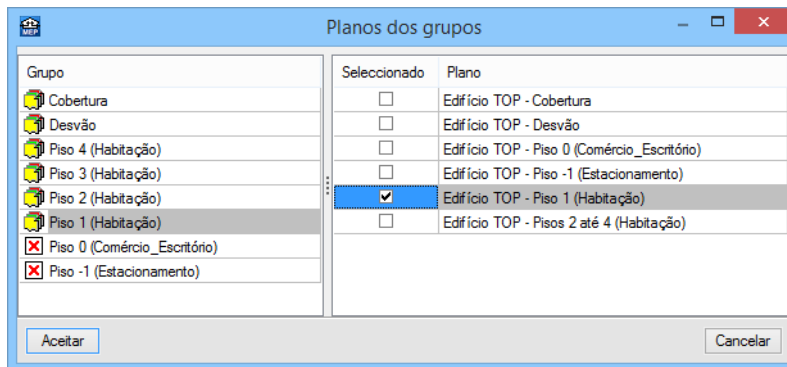 MEP Planos dos grupos
Grupo Seleccionado Plano
Cobertura Edifício TOP - Cobertura
Desvão Edifício TOP - Desvão
Piso 4 (Habitação) Edifício TOP - Piso 0 (Comércio_Escritório)
Piso 3 (Habitação) Edifício TOP - Piso -1 (Estacionamento)
Piso 2 (Habitação) Edifício TOP - Piso 1 (Habitação)
Piso 1 (Habitação) Edifício TOP - Pisos 2 até 4 (Habitação)
Piso 0 (Comércio_Escritório)
Piso -1 (Estacionamento)
Aceitar Cancelar